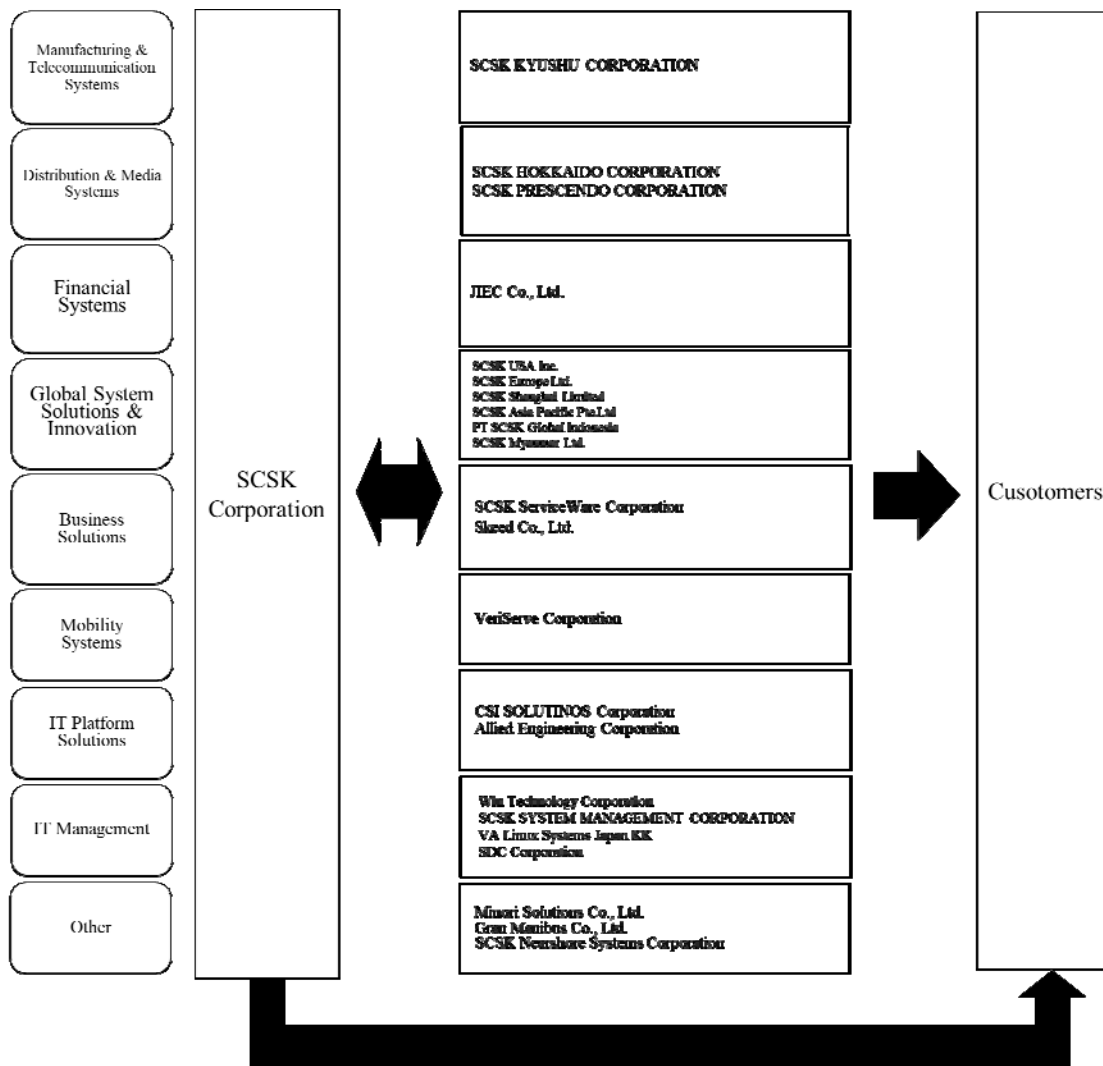 Manufacturing &
Telecommunication
Systems
SCSK KYUSHU CORPORATION
Distribution & Media
Systems
SCSK HOKKAIDO CORPORATION
SCSK PRESCENDO CORPORATION
Financial
Systems
JIEC Co., Ltd.
Global System
Solutions &
Innovation
SCSK USA Inc.
SCSK Europe Ltd.
SCSK Shanghai Limited
SCSK Asia Pacific Pte.Ltd
PT SCSK Global Indonesia
SCSK Myanmar Ltd.
SCSK
Corporation
Cusotomers
Business
Solutions
SCSK ServiceWare Corporation
Skeed Co., Ltd.
Mobility
Systems
VeriServe Corporation
IT Platform
Solutions
CSI SOLUTINOS Corporation
Allied Engineering Corporation
IT Management
Win Technology Corporation
SCSK SYSTEM MANAGEMENT CORPORATION
VA Linux Systems Japan KK
SDC Corporation
Other
Minori Solutions Co., Ltd.
Gran Manibus Co., Ltd.
SCSK Nearshore Systems Corporation